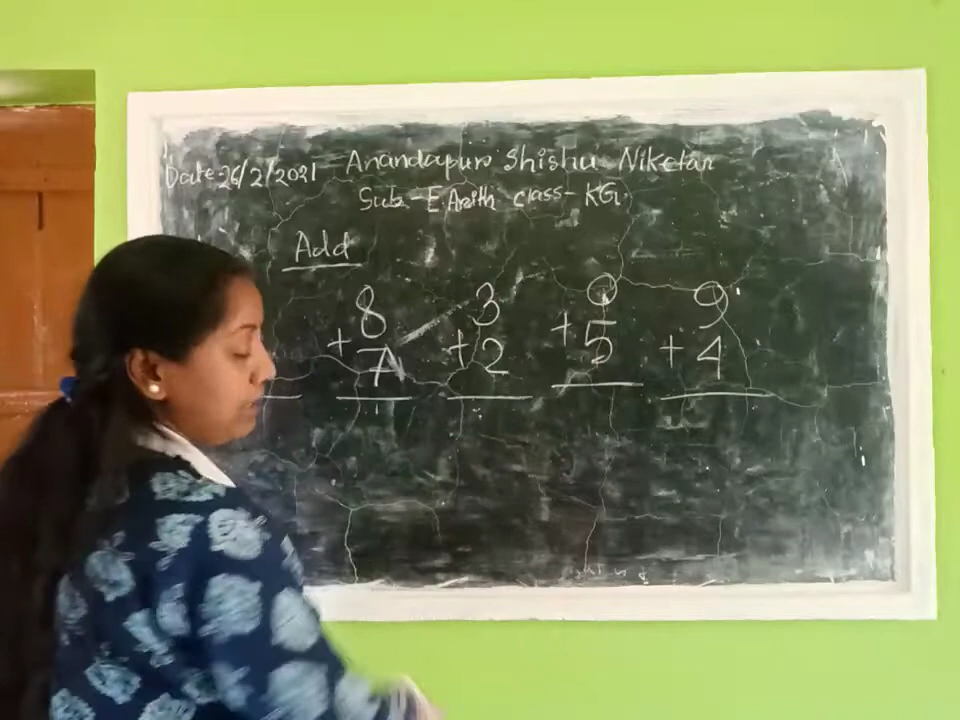 Date 26/2/2021 - Anandapur Shishu Niketan
Sub-E.Arith class-KG
Add
8 3 0 9
+ 7 + 2 + 5 + 4